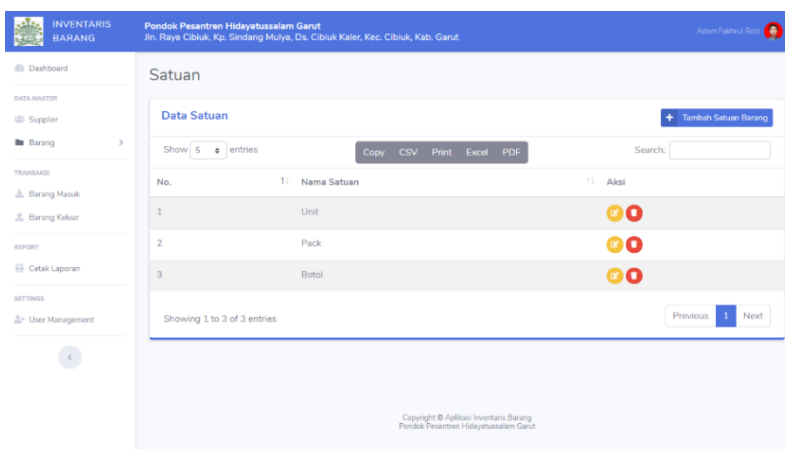 INVENTARIS
BARANG
Pondok Pesantren Hidayatussalam Garut
Jln. Raya Cibiuk, Kp. Sindang Mulya, Ds. Cibiuk Kaler, Kec. Cibiuk, Kab. Garut
Adam Fakhrul Rozi
Dashboard
DATA MASTER
Supplier
Barang
TRANSAKSI
Barang Masuk
Barang Keluar
REPORT
Cetak Laporan
SETTINGS
User Management
Satuan
Data Satuan
+ Tambah Satuan Barang
Show 5 entries
Copy CSV Print Excel PDF
Search:
No. Nama Satuan Aksi
1 Unit
2 Pack
3 Botol
Showing 1 to 3 of 3 entries
Previous 1 Next
Copyright © Aplikasi Inventaris Barang
Pondok Pesantren Hidayatussalam Garut